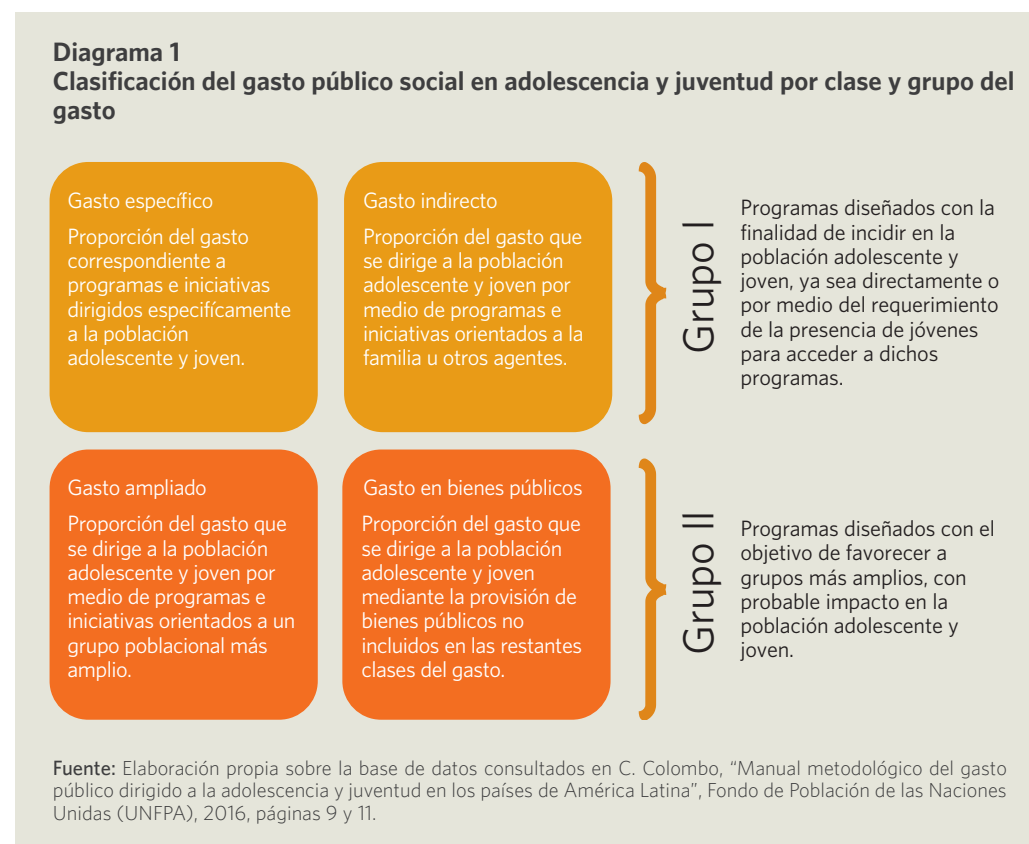 Diagrama 1
Clasificación del gasto público social en adolescencia y juventud por clase y grupo del
gasto
Gasto específico
Proporción del gasto
correspondiente a
programas e iniciativas
dirigidos especifícamente
a la población
adolescente y joven.
Gasto indirecto
Proporción del gasto que
se dirige a la población
adolescente y joven por
medio de programas e
iniciativas orientados a la
familia u otros agentes.
Grupo I
Programas diseñados con la
finalidad de incidir en la
población adolescente y
joven, ya sea directamente o
por medio del requerimiento
de la presencia de jóvenes
para acceder a dichos
programas.
Gasto ampliado
Proporción del gasto que
se dirige a la población
adolescente y joven por
medio de programas e
iniciativas orientados a un
grupo poblacional más
amplio.
Gasto en bienes públicos
Proporción del gasto que
se dirige a la población
adolescente y joven
mediante la provisión de
bienes públicos no
incluidos en las restantes
clases del gasto.
Grupo II
Programas diseñados con el
objetivo de favorecer a
grupos más amplios, con
probable impacto en la
población adolescente y
joven.
Fuente: Elaboración propia sobre la base de datos consultados en C. Colombo, “Manual metodológico del gasto
público dirigido a la adolescencia y juventud en los países de América Latina”, Fondo de Población de las Naciones
Unidas (UNFPA), 2016, páginas 9 y 11.